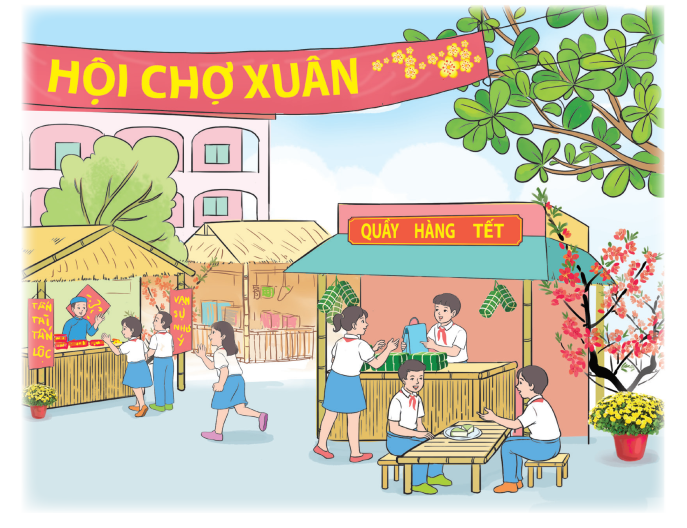 HỘI CHỢ XUÂN
QUẦY HÀNG TẾT
TẤN
TÀI
TẤN
LỘC
VẠN
SỰ
NHƯ
Ý